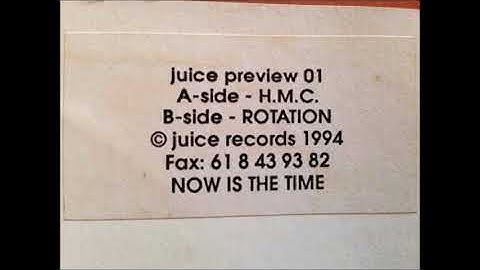 juice preview 01
A-side - H.M.C.
B-side - ROTATION
© juice records 1994
Fax: 61 8 43 93 82
NOW IS THE TIME